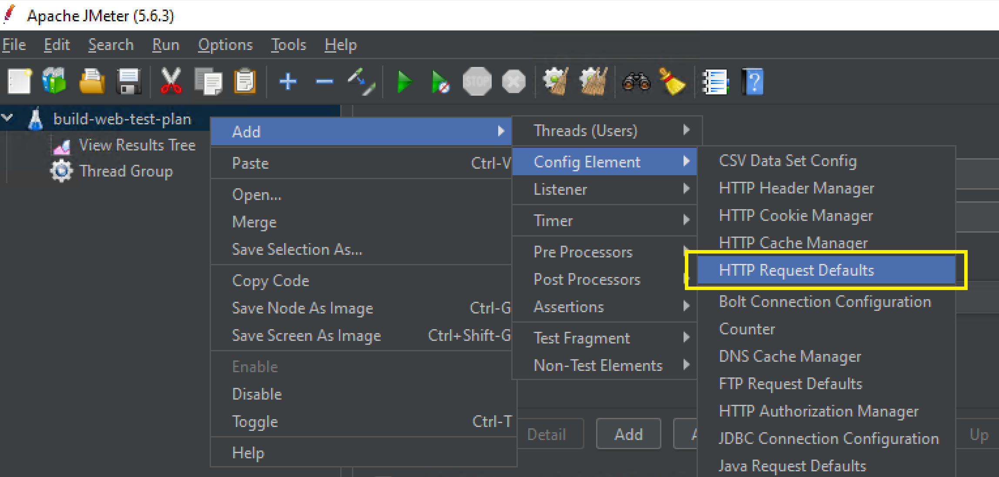 Apache JMeter (5.6.3)
File Edit Search Run Options Tools Help
STOP
build-web-test-plan
View Results Tree
Thread Group
Add
Paste Ctrl-V
Open...
Merge
Save Selection As...
Copy Code
Save Node As Image Ctrl-G
Save Screen As Image Ctrl+Shift-G
Enable
Disable
Toggle Ctrl-T
Help
Threads (Users)
Config Element
Listener
Timer
Pre Processors
Post Processors
Assertions
Test Fragment
Non-Test Elements
CSV Data Set Config
HTTP Header Manager
HTTP Cookie Manager
HTTP Cache Manager
HTTP Request Defaults
Bolt Connection Configuration
Counter
DNS Cache Manager
FTP Request Defaults
HTTP Authorization Manager
JDBC Connection Configuration
Java Request Defaults
Detail Add Up